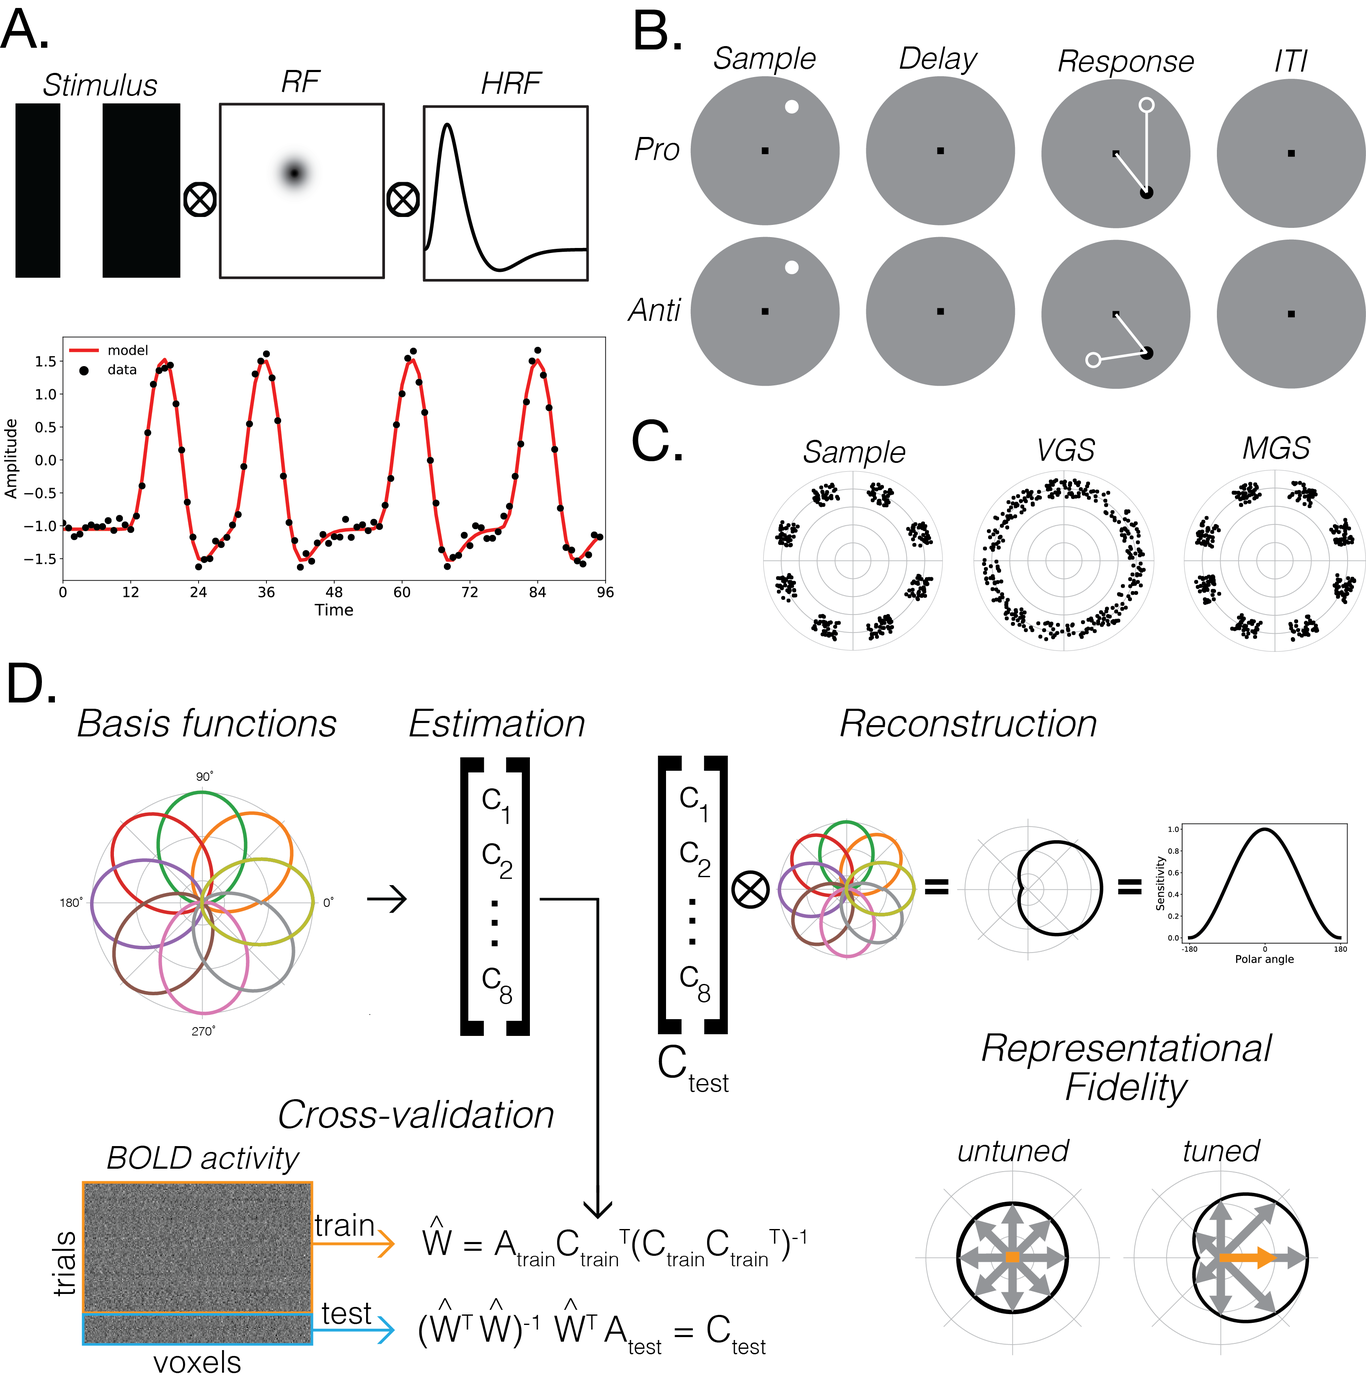 A.
Stimulus
RF
HRF
model
data
Amplitude
1.5
1.0
0.5
0.0
−0.5
−1.0
−1.5
0 12 24 36 48 60 72 84 96
Time
B.
Sample Delay Response ITI
Pro
Anti
C.
Sample VGS MGS
D.
Basis functions
90°
180° 0°
270°
Estimation
C1
C2
C8
Reconstruction
C1
C2
C8
Ctest
Sensitivity
1.0
0.8
0.6
0.4
0.2
0.0
-180 0 180
Polar angle
Cross-validation
BOLD activity
trials
voxels
train
Ŵ = AtrainCtrainᵀ(CtrainCtrainᵀ)⁻¹
test
(ŴᵀŴ)⁻¹ ŴᵀAtest = Ctest
Representational
Fidelity
untuned tuned